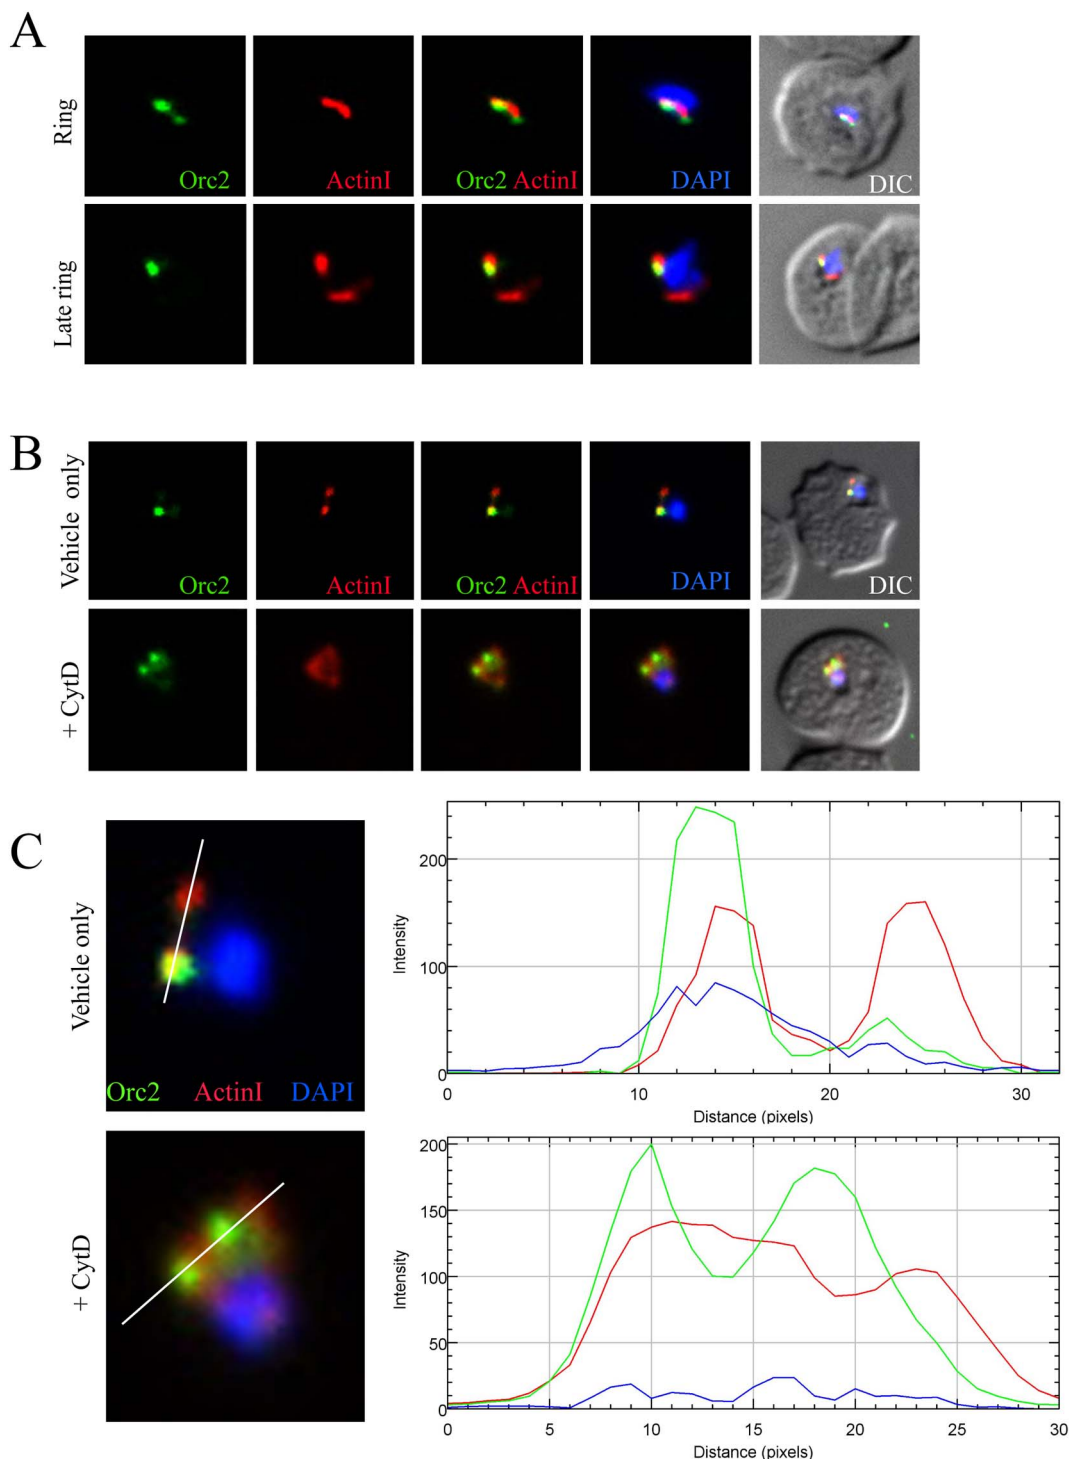 A
Ring
Orc2
ActinI
Orc2 ActinI
DAPI
DIC
Late ring
B
Vehicle only
Orc2
ActinI
Orc2 ActinI
DAPI
DIC
+ CytD
C
Vehicle only
Orc2 ActinI DAPI
Intensity
200
100
0
0 10 20 30
Distance (pixels)
+ CytD
Intensity
200
150
100
50
0
0 5 10 15 20 25 30
Distance (pixels)